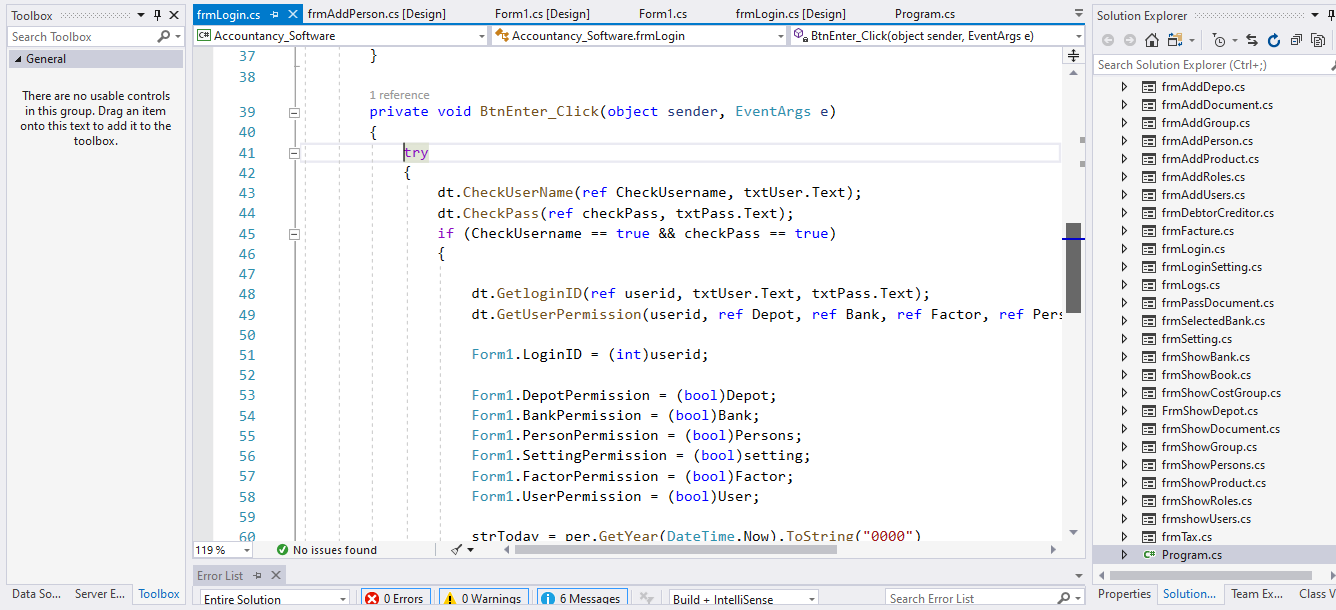 Toolbox
Search Toolbox
General
There are no usable controls
in this group. Drag an item
onto this text to add it to the
toolbox.
Data So... Server E... Toolbox
frmLogin.cs frmAddPerson.cs [Design] Form1.cs [Design] Form1.cs frmLogin.cs [Design] Program.cs
C# Accountancy_Software Accountancy_Software.frmLogin BtnEnter_Click(object sender, EventArgs e)
37 }
38
1 reference
39 private void BtnEnter_Click(object sender, EventArgs e)
40 {
41 try
42 {
43 dt.CheckUserName(ref CheckUsername, txtUser.Text);
44 dt.CheckPass(ref checkPass, txtPass.Text);
45 if (CheckUsername == true && checkPass == true)
46 {
47
48 dt.GetloginID(ref userid, txtUser.Text, txtPass.Text);
49 dt.GetUserPermission(userid, ref Depot, ref Bank, ref Factor, ref Pers
50
51 Form1.LoginID = (int)userid;
52
53 Form1.DepotPermission = (bool)Depot;
54 Form1.BankPermission = (bool)Bank;
55 Form1.PersonPermission = (bool)Persons;
56 Form1.SettingPermission = (bool)setting;
57 Form1.FactorPermission = (bool)Factor;
58 Form1.UserPermission = (bool)User;
59
60 strToday = per.GetYear(DateTime.Now).ToString("0000")
119 % No issues found
Error List
Entire Solution 0 Errors 0 Warnings 6 Messages Build + IntelliSense Search Error List
Solution Explorer
Search Solution Explorer (Ctrl+;)
frmAddDepo.cs
frmAddDocument.cs
frmAddGroup.cs
frmAddPerson.cs
frmAddProduct.cs
frmAddRoles.cs
frmAddUsers.cs
frmDebtorCreditor.cs
frmFacture.cs
frmLogin.cs
frmLoginSetting.cs
frmLogs.cs
frmPassDocument.cs
frmSelectedBank.cs
frmSetting.cs
frmShowBank.cs
frmShowBook.cs
frmShowCostGroup.cs
FrmShowDepot.cs
frmShowDocument.cs
frmShowGroup.cs
frmShowPersons.cs
frmShowProduct.cs
frmShowRoles.cs
frmshowUsers.cs
frmTax.cs
C# Program.cs
Properties Solution... Team Ex... Class V